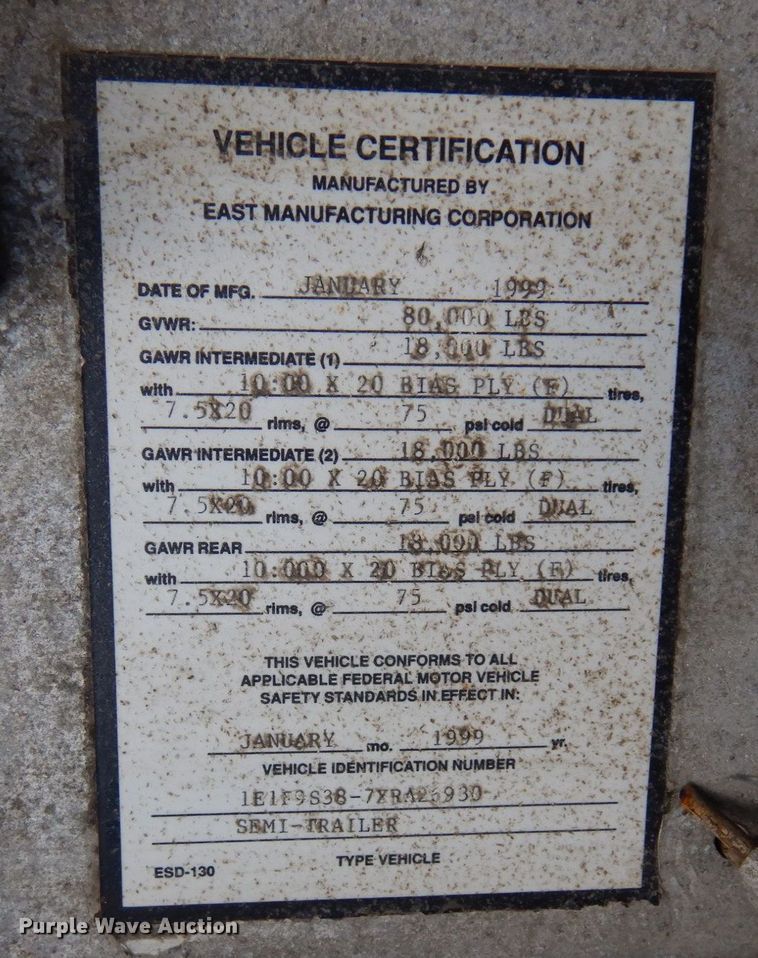 VEHICLE CERTIFICATION
MANUFACTURED BY
EAST MANUFACTURING CORPORATION
DATE OF MFG. JANUARY 1999
GVWR: 80,000 LBS
GAWR INTERMEDIATE (1) 18,000 LBS
with 10:00 X 20 BIAS PLY (F) tires,
7.5X20 rims, @ 75 psi cold DUAL
GAWR INTERMEDIATE (2) 18,000 LBS
with 10:00 X 20 BIAS PLY (F) tires,
7.5X20 rims, @ 75 psi cold DUAL
GAWR REAR 18,000 LBS
with 10:000 X 20 BIAS PLY (F) tires,
7.5X20 rims, @ 75 psi cold DUAL
THIS VEHICLE CONFORMS TO ALL
APPLICABLE FEDERAL MOTOR VEHICLE
SAFETY STANDARDS IN EFFECT IN:
JANUARY mo. 1999 yr.
VEHICLE IDENTIFICATION NUMBER
1E1F9S38-7XRA26930
SEMI-TRAILER
TYPE VEHICLE
ESD-130
Purple Wave Auction